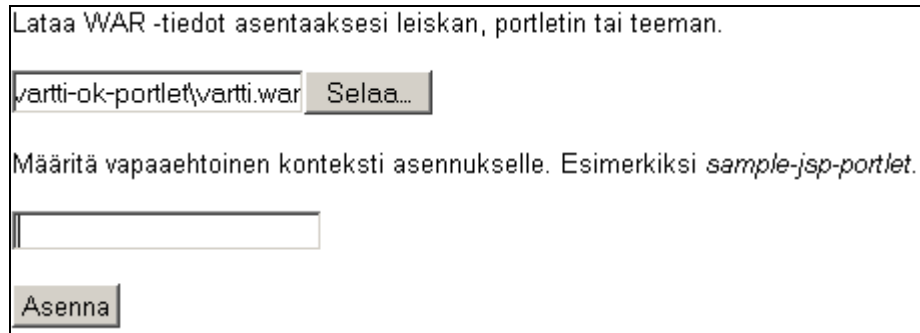 Lataa WAR -tiedot asentaaksesi leiskan, portletin tai teeman.
vartti-ok-portlet\vartti.war Selaa...
Määritä vapaaehtoinen konteksti asennukselle. Esimerkiksi sample-jsp-portlet.
Asenna